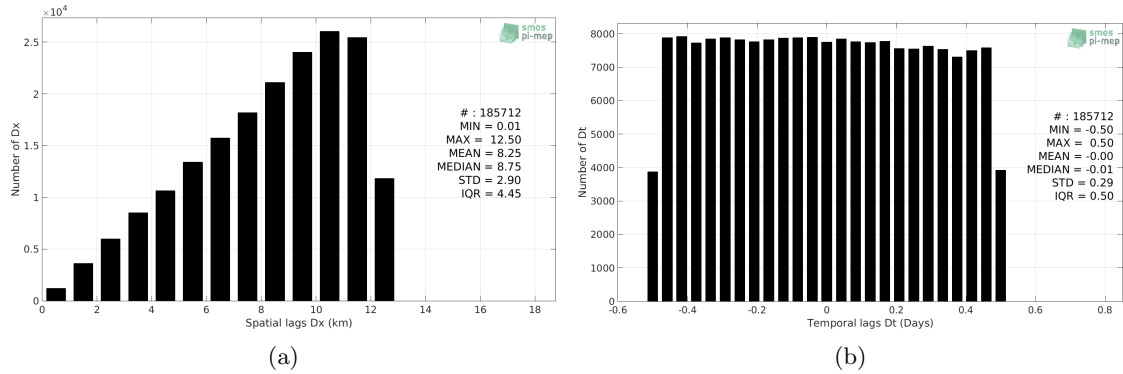 ×10⁴
smos
pi-mep
2.5
2
1.5
1
0.5
0
Number of Dx
# : 185712
MIN = 0.01
MAX = 12.50
MEAN = 8.25
MEDIAN = 8.75
STD = 2.90
IQR = 4.45
0 2 4 6 8 10 12 14 16 18
Spatial lags Dx (km)
(a)
smos
pi-mep
8000
7000
6000
5000
4000
3000
2000
1000
0
Number of Dt
# : 185712
MIN = -0.50
MAX = 0.50
MEAN = -0.00
MEDIAN = -0.01
STD = 0.29
IQR = 0.50
-0.6 -0.4 -0.2 0 0.2 0.4 0.6 0.8
Temporal lags Dt (Days)
(b)